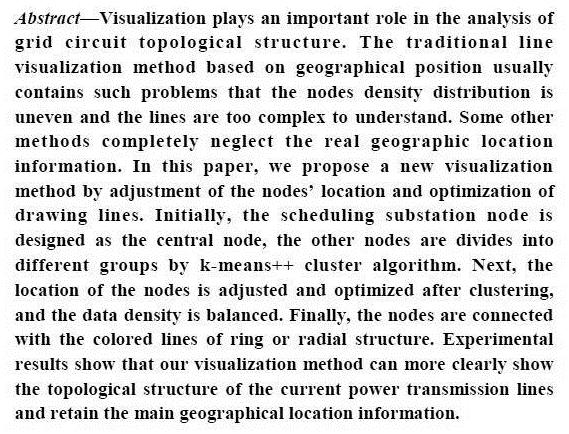 Abstract—Visualization plays an important role in the analysis of
grid circuit topological structure. The traditional line
visualization method based on geographical position usually
contains such problems that the nodes density distribution is
uneven and the lines are too complex to understand. Some other
methods completely neglect the real geographic location
information. In this paper, we propose a new visualization
method by adjustment of the nodes’ location and optimization of
drawing lines. Initially, the scheduling substation node is
designed as the central node, the other nodes are divides into
different groups by k-means++ cluster algorithm. Next, the
location of the nodes is adjusted and optimized after clustering,
and the data density is balanced. Finally, the nodes are connected
with the colored lines of ring or radial structure. Experimental
results show that our visualization method can more clearly show
the topological structure of the current power transmission lines
and retain the main geographical location information.